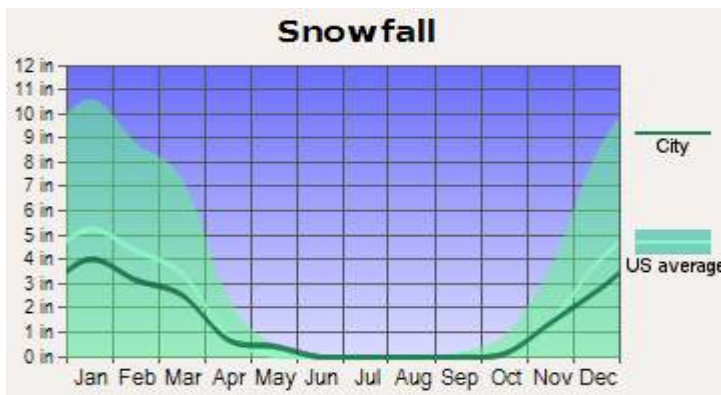 Snowfall
12 in
11 in
10 in
9 in
8 in
7 in
6 in
5 in
4 in
3 in
2 in
1 in
0 in
Jan Feb Mar Apr May Jun Jul Aug Sep Oct Nov Dec
City
US average